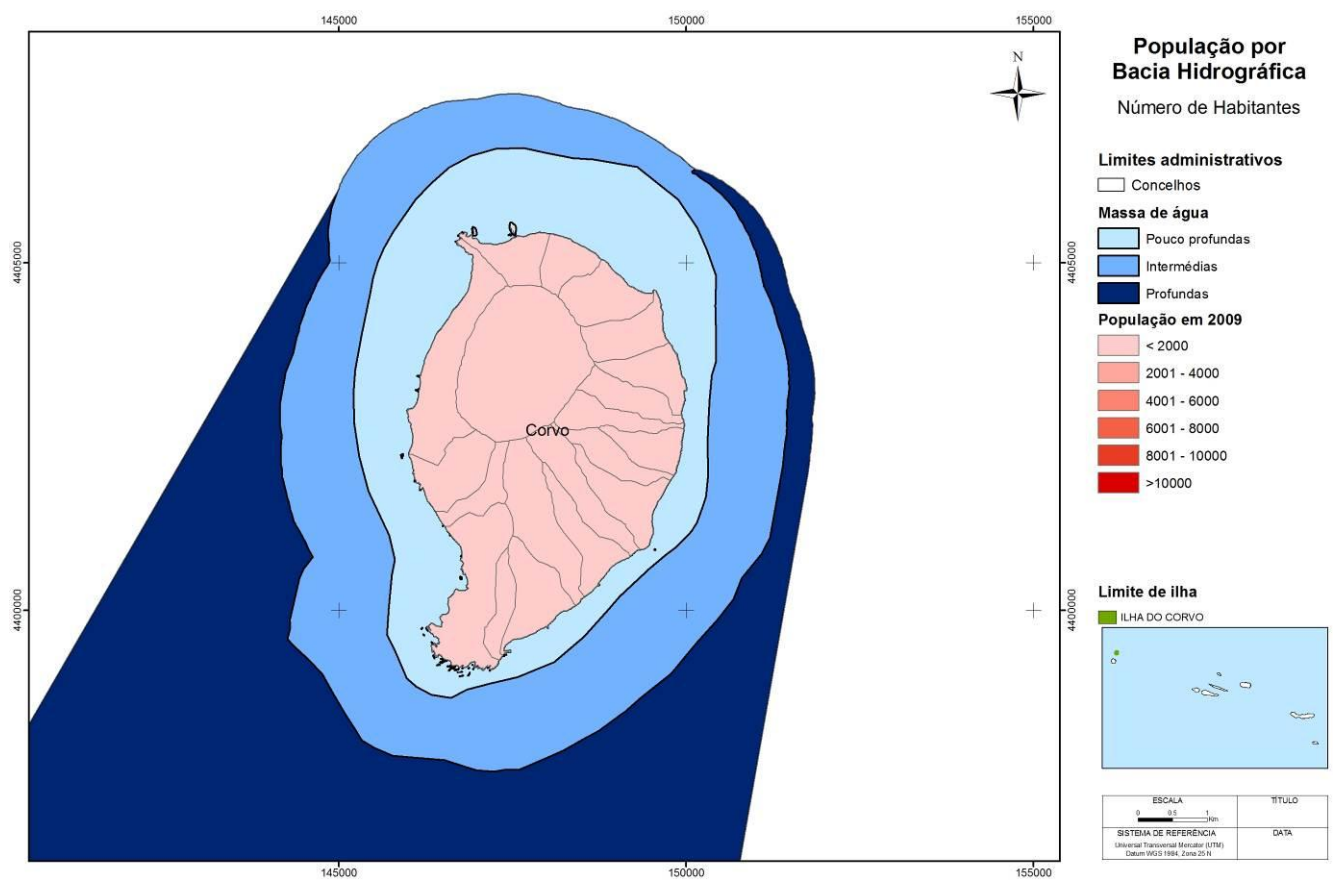 145000
150000
155000
N
4405000
4405000
Corvo
4400000
4400000
145000
150000
155000
População por
Bacia Hidrográfica
Número de Habitantes
Limites administrativos
Concelhos
Massa de água
Pouco profundas
Intermédias
Profundas
População em 2009
< 2000
2001 - 4000
4001 - 6000
6001 - 8000
8001 - 10000
>10000
Limite de ilha
ILHA DO CORVO
ESCALA
0 0.5 1
Km
TÍTULO
SISTEMA DE REFERÊNCIA
Universal Transversal Mercator (UTM)
Datum WGS 1984, Zona 25 N
DATA